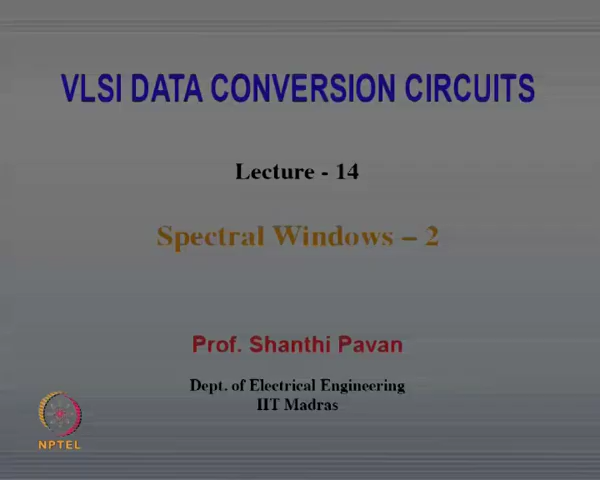 VLSI DATA CONVERSION CIRCUITS
Lecture - 14
Spectral Windows – 2
Prof. Shanthi Pavan
Dept. of Electrical Engineering
IIT Madras
NPTEL